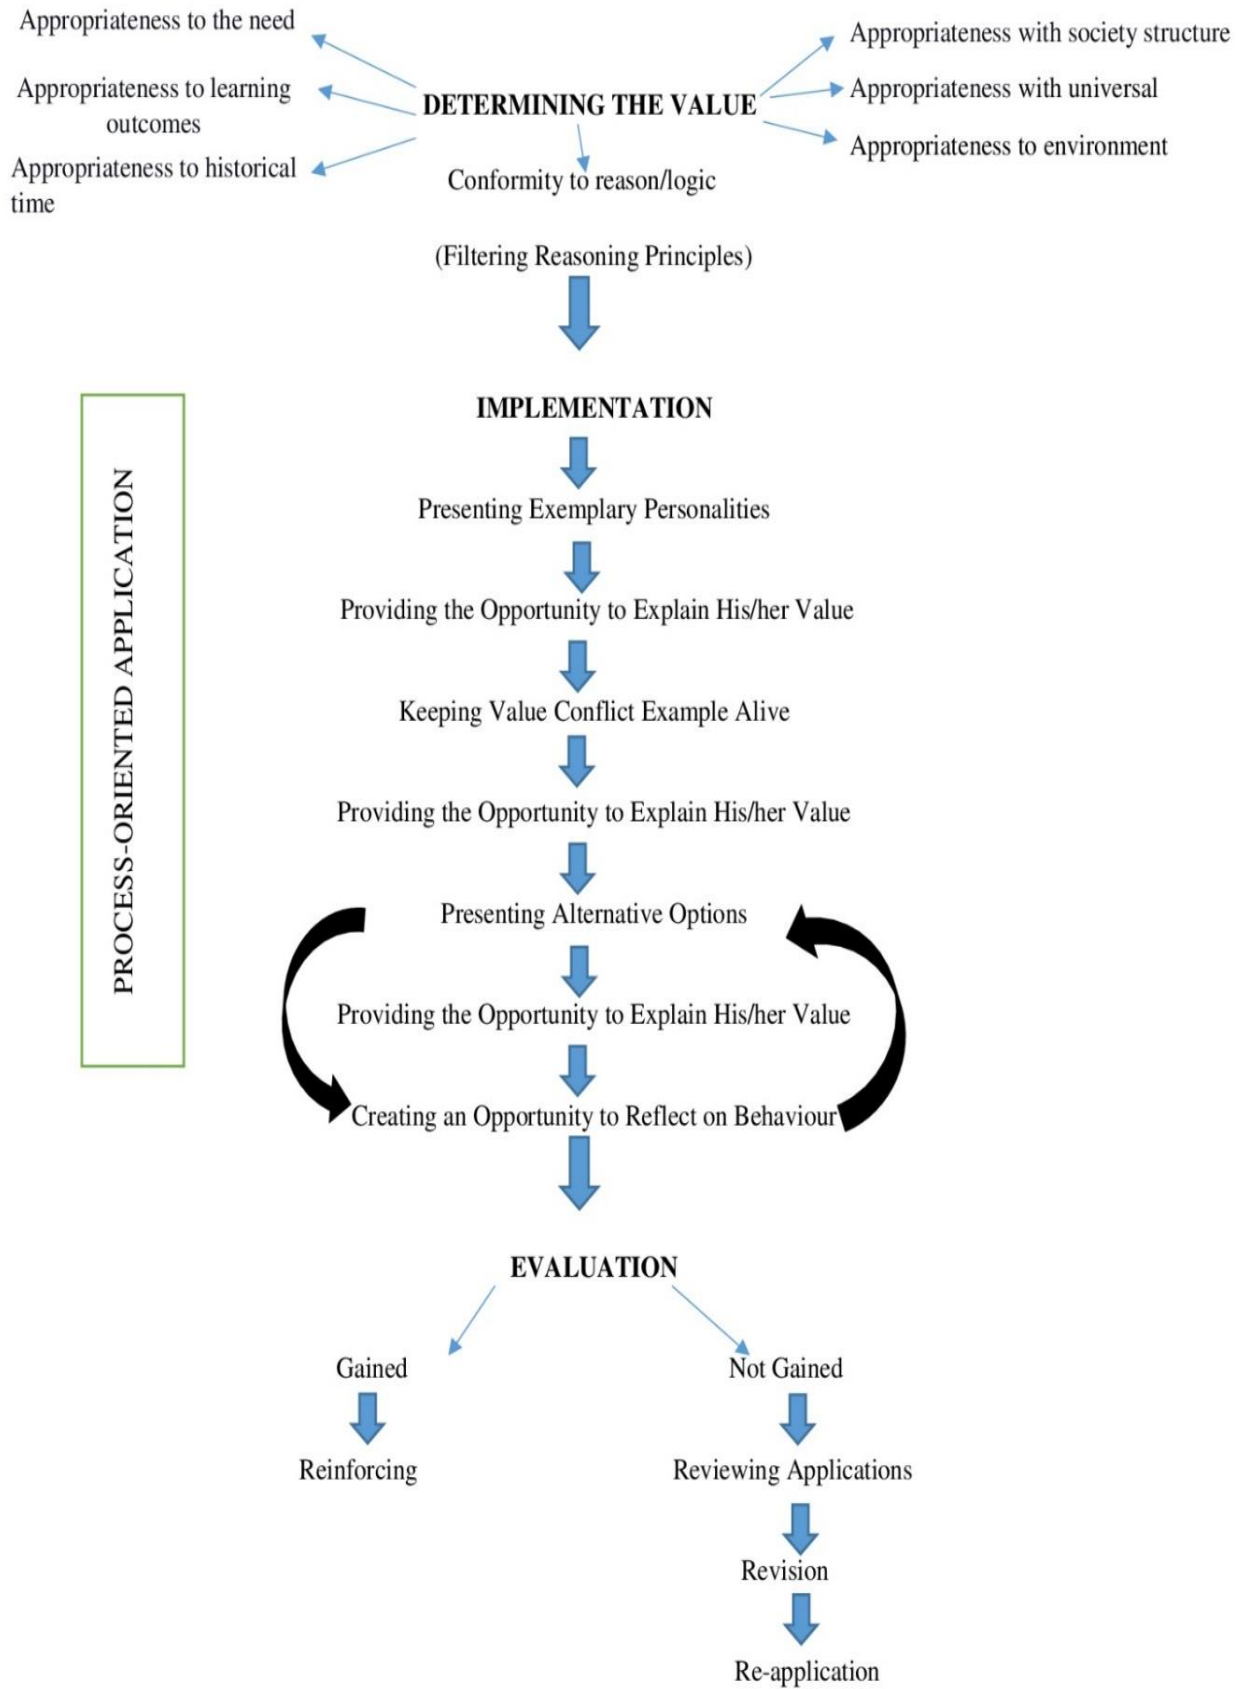 Appropriateness to the need
Appropriateness to learning
outcomes
Appropriateness to historical
time
DETERMINING THE VALUE
Appropriateness with society structure
Appropriateness with universal
Appropriateness to environment
Conformity to reason/logic
(Filtering Reasoning Principles)
PROCESS-ORIENTED APPLICATION
IMPLEMENTATION
Presenting Exemplary Personalities
Providing the Opportunity to Explain His/her Value
Keeping Value Conflict Example Alive
Providing the Opportunity to Explain His/her Value
Presenting Alternative Options
Providing the Opportunity to Explain His/her Value
Creating an Opportunity to Reflect on Behaviour
EVALUATION
Gained
Not Gained
Reinforcing
Reviewing Applications
Revision
Re-application